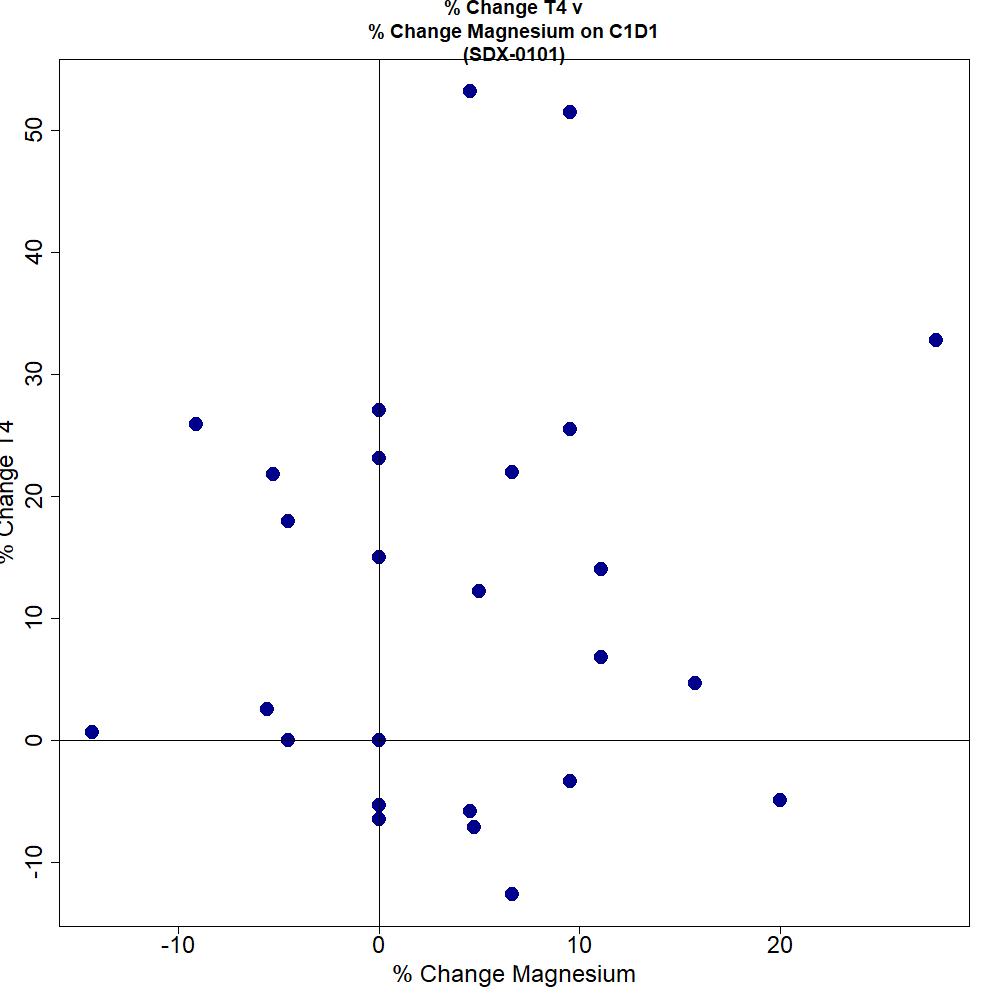 % Change T4 v
% Change Magnesium on C1D1
(SDX-0101)
50
40
30
20
10
0
-10
% Change T4
-10 0 10 20
% Change Magnesium